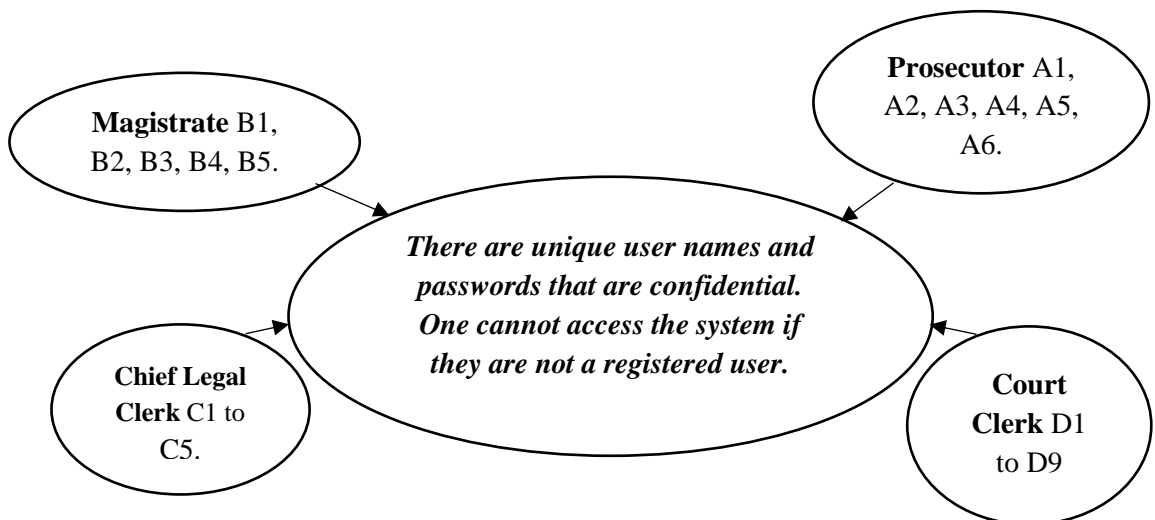 Magistrate B1,
B2, B3, B4, B5.
Prosecutor A1,
A2, A3, A4, A5,
A6.
There are unique user names and
passwords that are confidential.
One cannot access the system if
they are not a registered user.
Chief Legal
Clerk C1 to
C5.
Court
Clerk D1
to D9